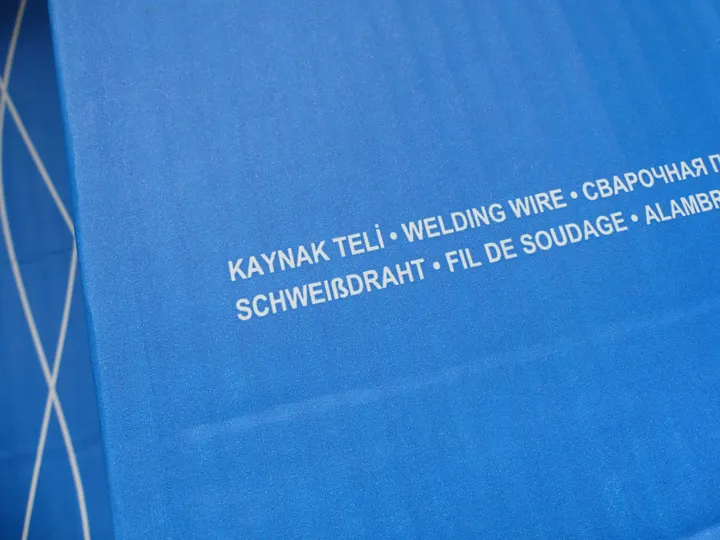 KAYNAK TELİ • WELDING WIRE • СВАРОЧНАЯ
SCHWEIßDRAHT • FIL DE SOUDAGE •